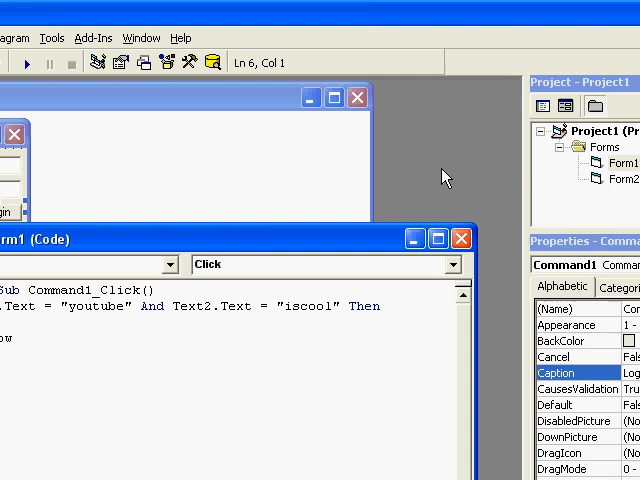 agram Tools Add-Ins Window Help
Ln 6, Col 1
Project - Project1
Project1 (Pr
Forms
Form1
Form2
gin
rm1 (Code)
Click
Sub Command1_Click()
.Text = "youtube" And Text2.Text = "iscool" Then
ow
Properties - Comma
Command1 Commar
Alphabetic Categori
(Name) Cor
Appearance 1 -
BackColor
Cancel Fals
Caption Log
CausesValidation Tru
Default Fals
DisabledPicture (No
DownPicture (No
DragIcon (No
DragMode 0 -